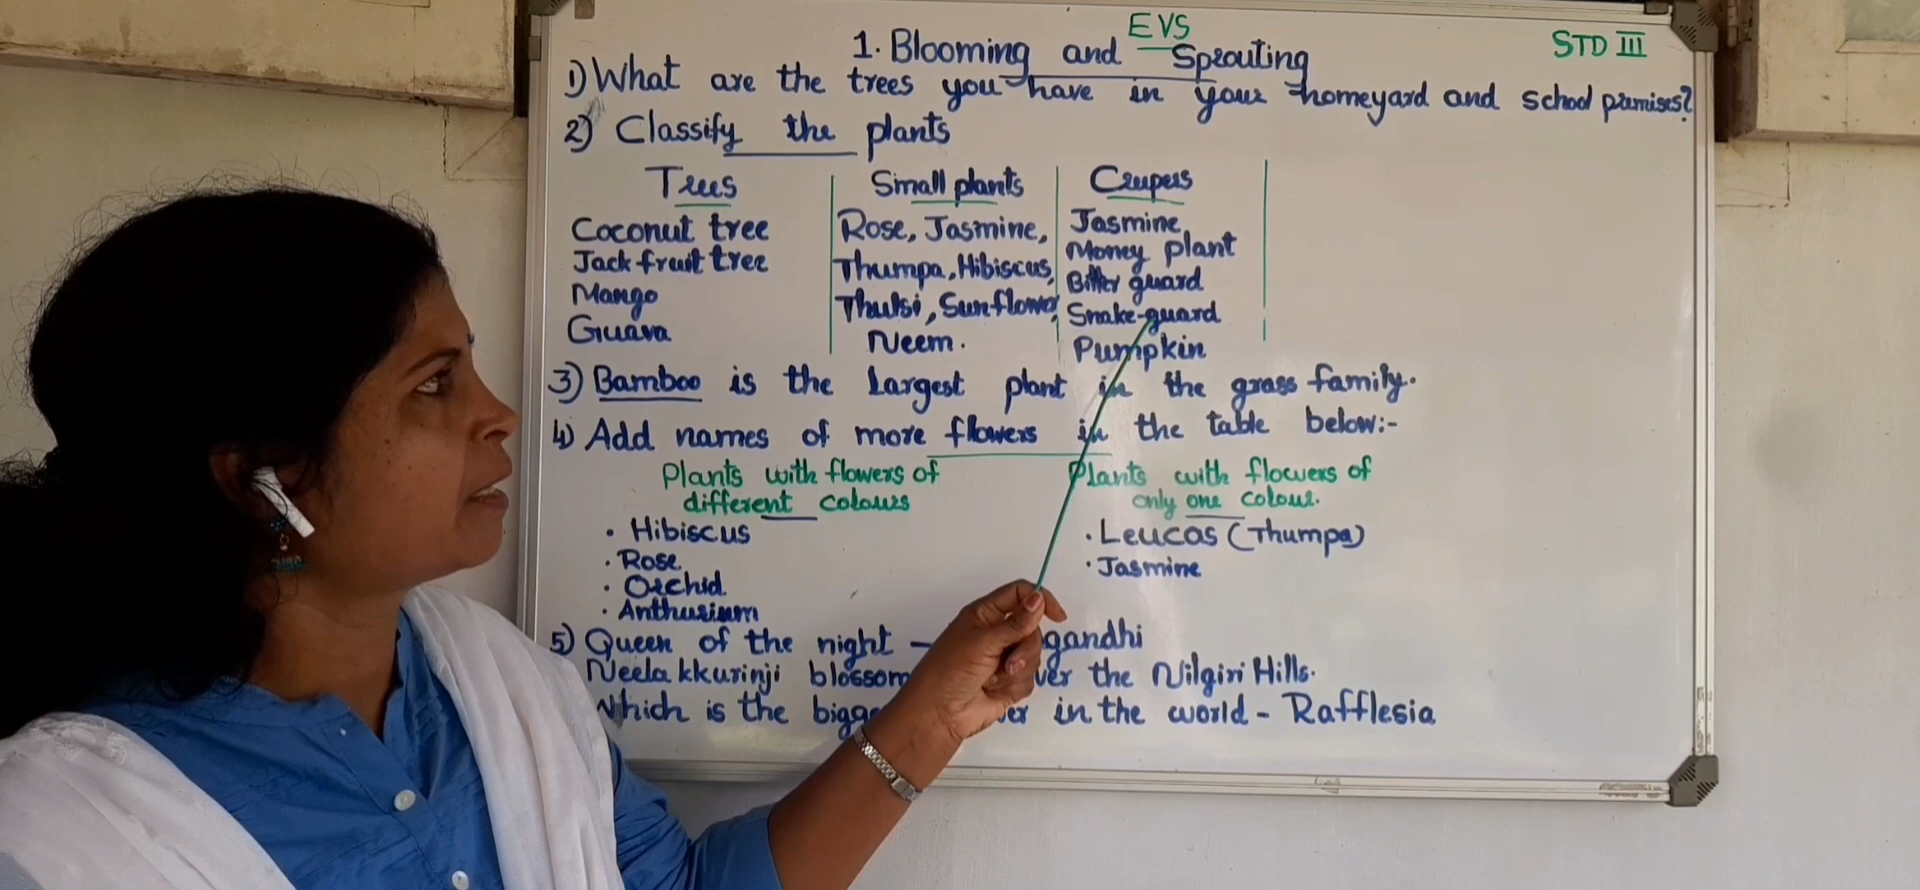 EVS
STD III
1. Blooming and Sprouting
1) What are the trees you have in your homeyard and school premises?
2) Classify the plants
Trees Small plants Creepers
Coconut tree Rose, Jasmine, Jasmine
Jack fruit tree Thumpa, Hibiscus, Money plant
Mango Thulsi, Sunflower, Bitter guard
Guava Neem. Snake-guard
Pumpkin
3) Bamboo is the largest plant in the grass family.
4) Add names of more flowers in the table below:-
Plants with flowers of different colours Plants with flowers of only one colour.
· Hibiscus · Leucas (Thumpa)
· Rose · Jasmine
· Orchid
· Anthurium
5) Queen of the night - gandhi
Neela kkurinji blossom ver the Nilgiri Hills.
Which is the bigge er in the world - Rafflesia